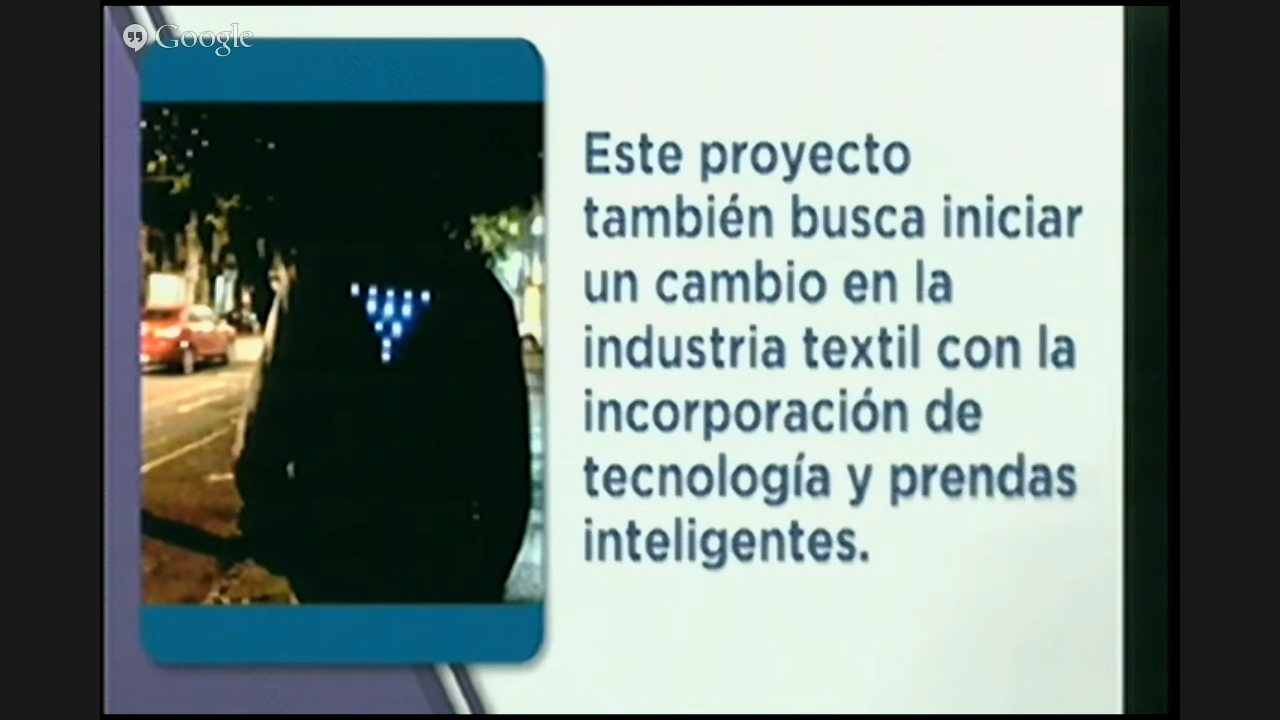 Google
Este proyecto
también busca iniciar
un cambio en la
industria textil con la
incorporación de
tecnología y prendas
inteligentes.